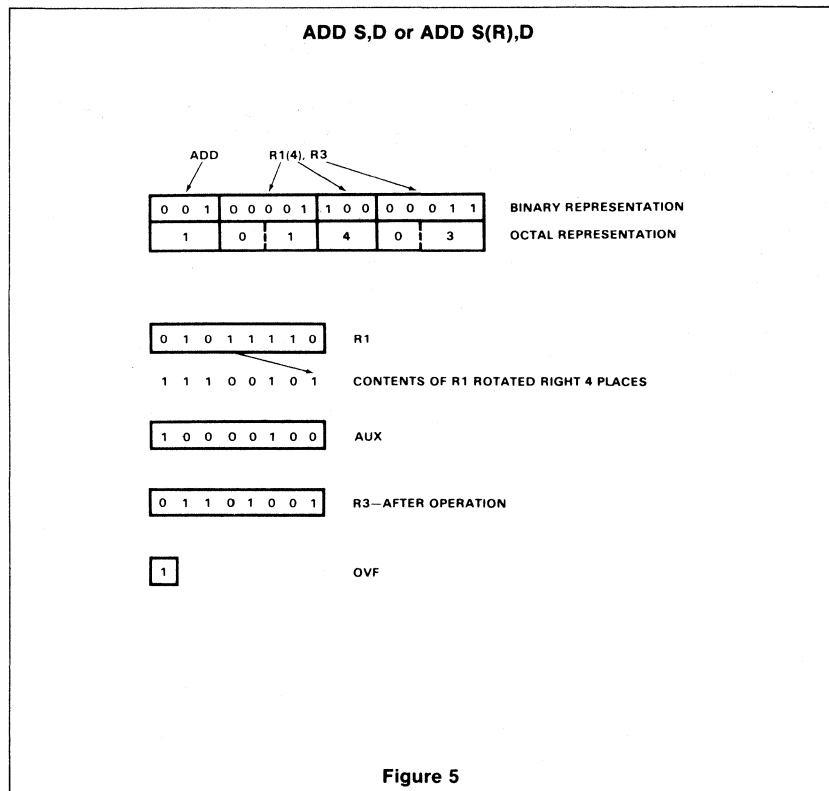 ADD S,D or ADD S(R),D
ADD R1(4), R3
0 0 1 0 0 0 0 1 1 0 0 0 0 0 1 1 BINARY REPRESENTATION
1 0 1 4 0 3 OCTAL REPRESENTATION
0 1 0 1 1 1 1 0 R1
1 1 1 0 0 1 0 1 CONTENTS OF R1 ROTATED RIGHT 4 PLACES
1 0 0 0 0 1 0 0 AUX
0 1 1 0 1 0 0 1 R3—AFTER OPERATION
1 OVF
Figure 5